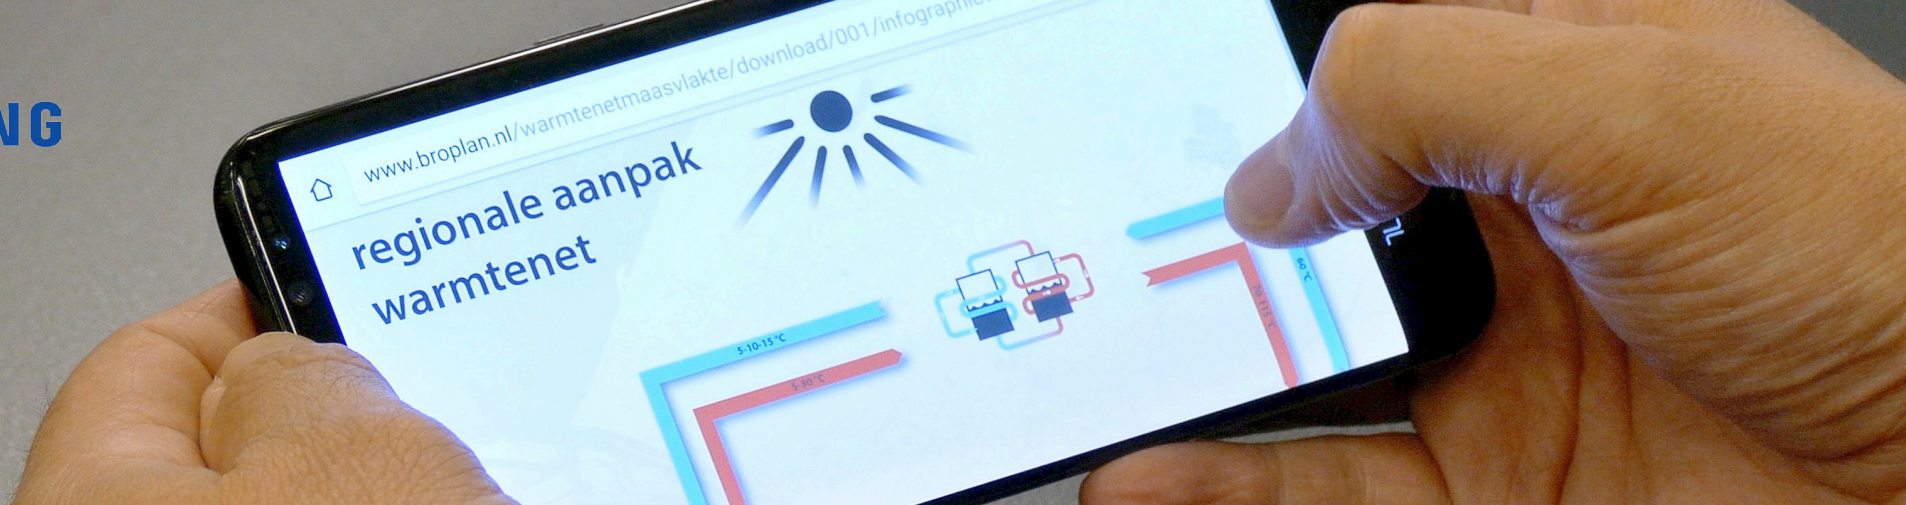 NG
www.broplan.nl/warmtenetmaasvlakte/download/001/infographic
regionale aanpak
warmtenet
5-10-15 °C
5-30 °C
60 °C